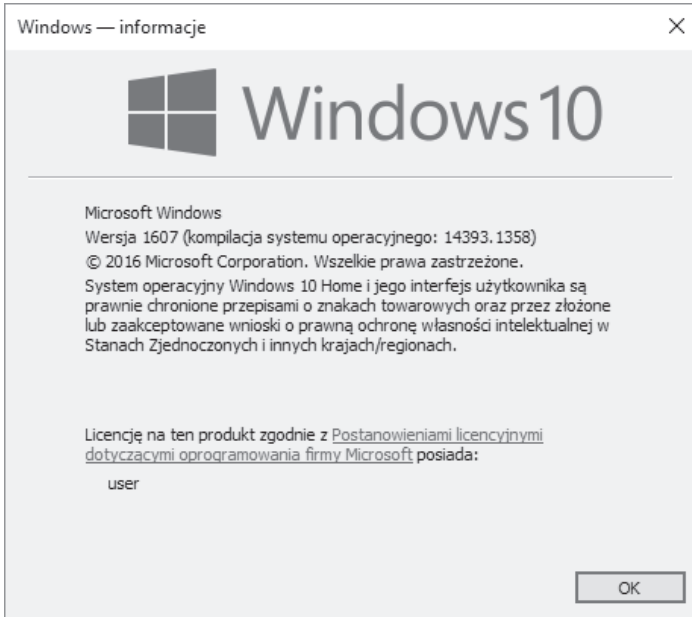 Windows — informacje
Windows 10
Microsoft Windows
Wersja 1607 (kompilacja systemu operacyjnego: 14393.1358)
© 2016 Microsoft Corporation. Wszelkie prawa zastrzeżone.
System operacyjny Windows 10 Home i jego interfejs użytkownika są
prawnie chronione przepisami o znakach towarowych oraz przez złożone
lub zaakceptowane wnioski o prawną ochronę własności intelektualnej w
Stanach Zjednoczonych i innych krajach/regionach.
Licencję na ten produkt zgodnie z Postanowieniami licencyjnymi
dotyczącymi oprogramowania firmy Microsoft posiada:
user
OK